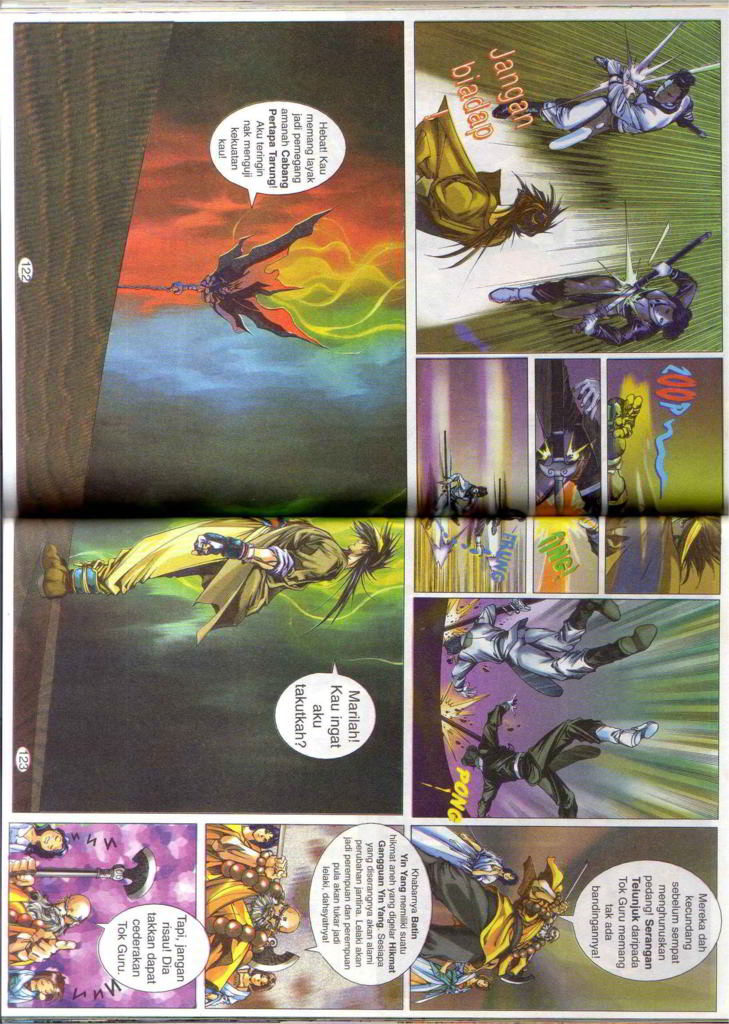 Jangan
biadap!
ZOOP
FRING
PONG
Mereka dah
kecundang
sebelum sempat
menghunuskan
pedang! Serangan
Telunjuk daripada
Tok Guru memang
tak ada
bandingannya!
Hebat! Kau
memang layak
jadi pemegang
amanah Cabang
Pertapa Tarung!
Aku teringin
nak menguji
kekuatan
kau!
Marilah!
Kau ingat
aku
takutkah?
Khabarnya Batin
Yin Yang memiliki suatu
hikmat aneh yang digelar Hikmat
Gangguan Yin Yang. Sesiapa
yang diserangnya akan alami
perubahan jantina. Lelaki akan
jadi perempuan dan perempuan
pula akan tukar jadi
lelaki, dahsyatnya!
Tapi, jangan
risau! Dia
takkan dapat
cederakan
Tok Guru.
122
123